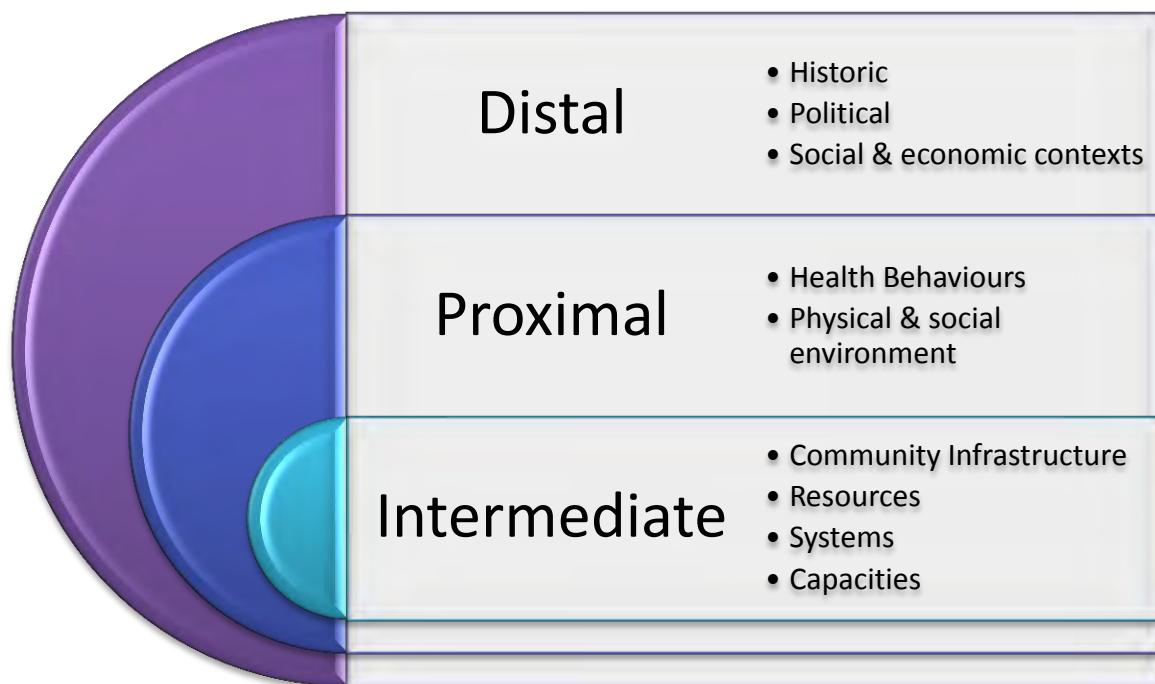 Distal
• Historic
• Political
• Social & economic contexts
Proximal
• Health Behaviours
• Physical & social
environment
Intermediate
• Community Infrastructure
• Resources
• Systems
• Capacities